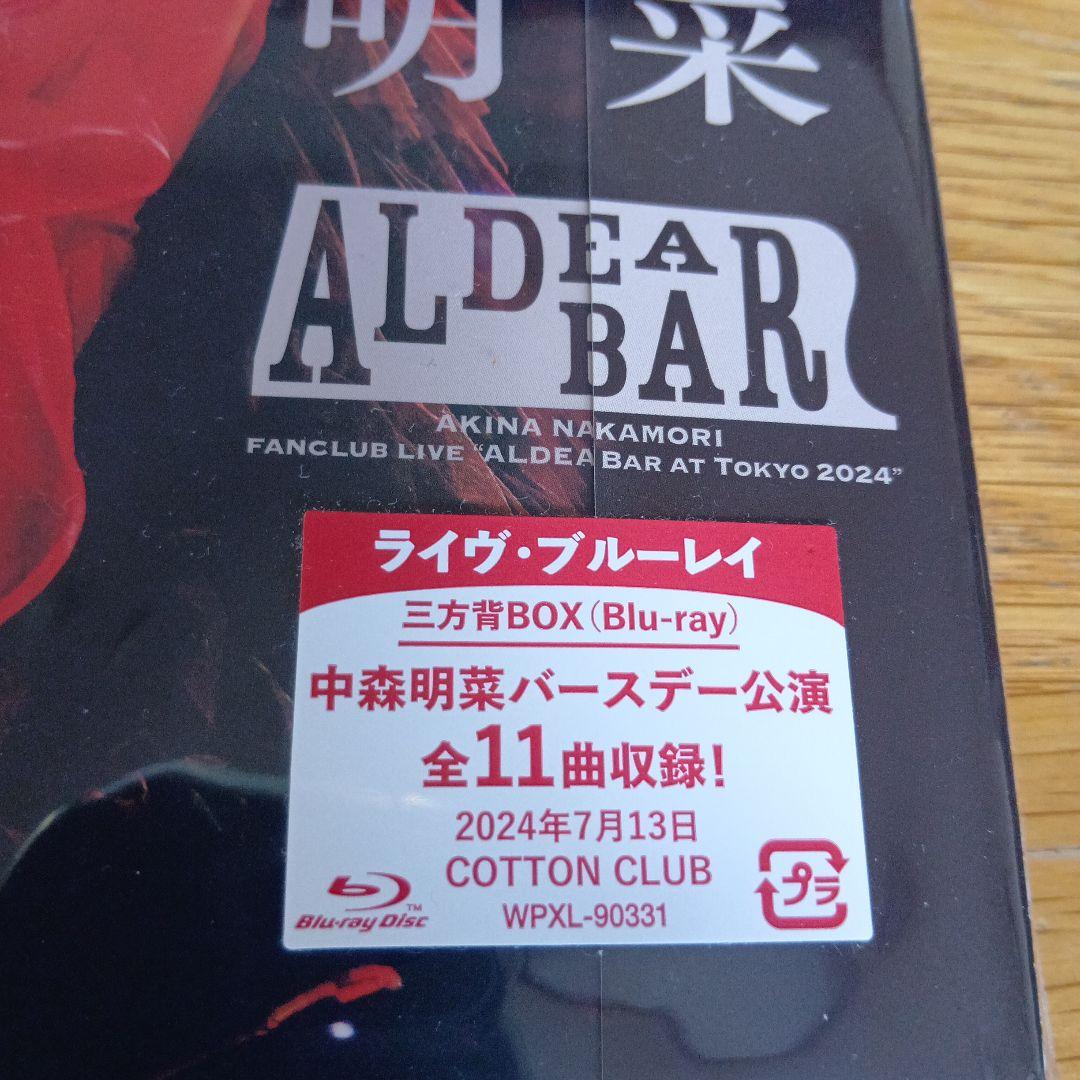 明菜
ALDEA
BAR
AKINA NAKAMORI
FANCLUB LIVE "ALDEA BAR AT TOKYO 2024"
ライヴ・ブルーレイ
三方背BOX(Blu-ray)
中森明菜バースデー公演
全11曲収録!
2024年7月13日
COTTON CLUB
WPXL-90331
Blu-ray Disc™
プラ